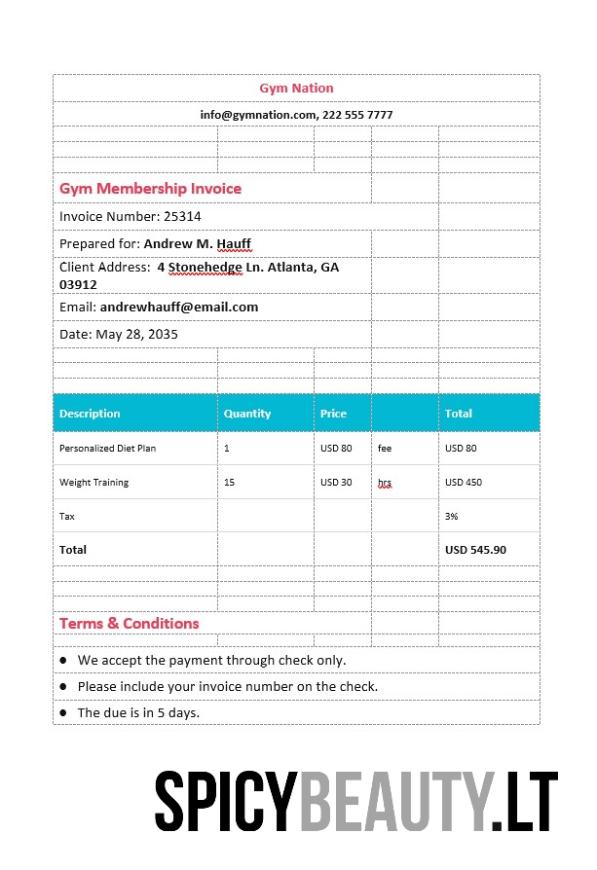 Gym Nation
info@gymnation.com, 222 555 7777
Gym Membership Invoice
Invoice Number: 25314
Prepared for: Andrew M. Hauff
Client Address:  4 Stonehedge Ln. Atlanta, GA
03912
Email: andrewhauff@email.com
Date: May 28, 2035
Description Quantity Price Total
Personalized Diet Plan 1 USD 80 fee USD 80
Weight Training 15 USD 30 hrs USD 450
Tax 3%
Total USD 545.90
Terms & Conditions
● We accept the payment through check only.
● Please include your invoice number on the check.
● The due is in 5 days.
SPICYBEAUTY.LT